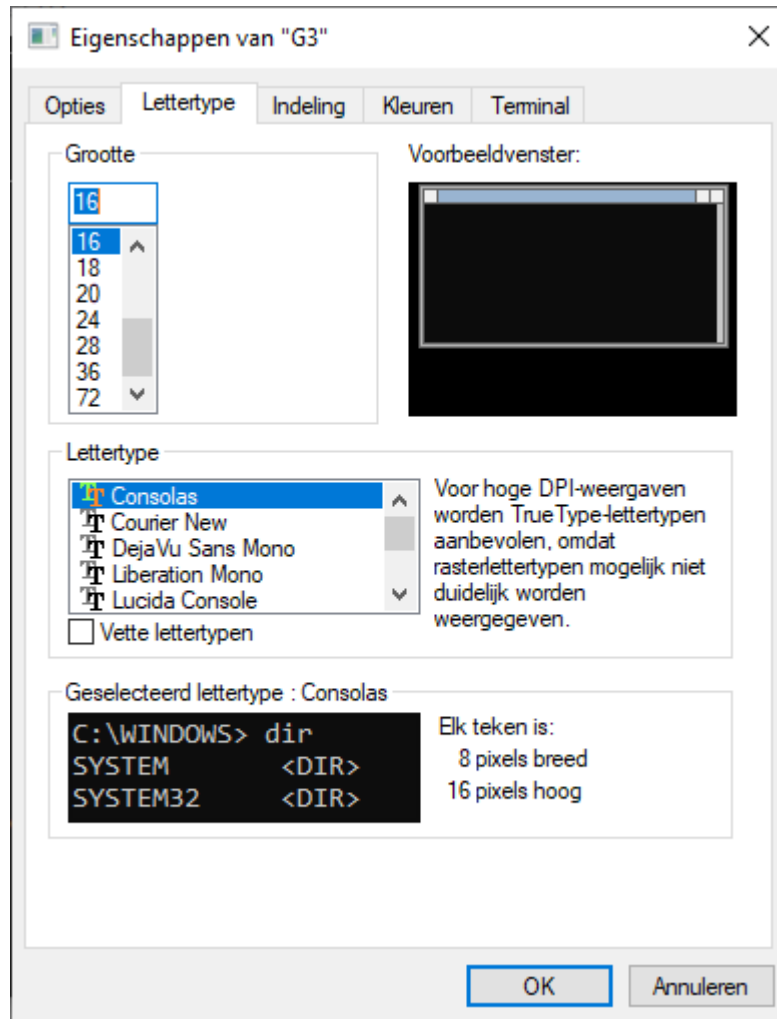 Eigenschappen van "G3"
Opties
Lettertype
Indeling
Kleuren
Terminal
Grootte
16
16
18
20
24
28
36
72
Voorbeeldvenster:
Lettertype
Consolas
Courier New
DejaVu Sans Mono
Liberation Mono
Lucida Console
Vette lettertypen
Voor hoge DPI-weergaven
worden TrueType-lettertypen
aanbevolen, omdat
rasterlettertypen mogelijk niet
duidelijk worden
weergegeven.
Geselecteerd lettertype : Consolas
C:\WINDOWS> dir
SYSTEM <DIR>
SYSTEM32 <DIR>
Elk teken is:
8 pixels breed
16 pixels hoog
OK
Annuleren